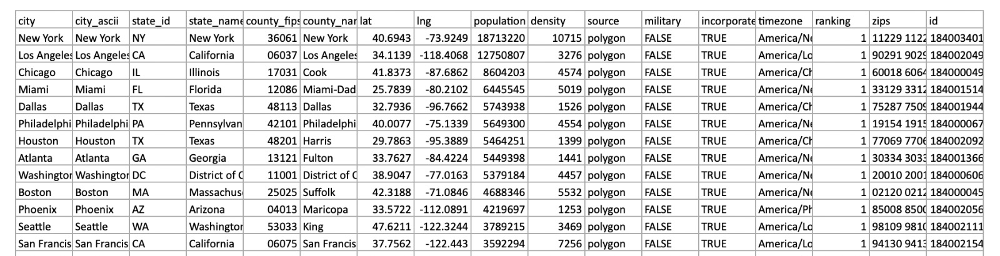 city city_ascii state_id state_name county_fips county_nar lat lng population density source military incorporate timezone ranking zips id
New York New York NY New York 36061 New York 40.6943 -73.9249 18713220 10715 polygon FALSE TRUE America/Ne 1 11229 1122 184003401
Los Angeles Los Angeles CA California 06037 Los Angeles 34.1139 -118.4068 12750807 3276 polygon FALSE TRUE America/Lo 1 90291 9029 184002049
Chicago Chicago IL Illinois 17031 Cook 41.8373 -87.6862 8604203 4574 polygon FALSE TRUE America/Ch 1 60018 6064 184000049
Miami Miami FL Florida 12086 Miami-Dad 25.7839 -80.2102 6445545 5019 polygon FALSE TRUE America/Ne 1 33129 3312 184001514
Dallas Dallas TX Texas 48113 Dallas 32.7936 -96.7662 5743938 1526 polygon FALSE TRUE America/Ch 1 75287 7509 184001944
Philadelphi Philadelphi PA Pennsylvan 42101 Philadelphi 40.0077 -75.1339 5649300 4554 polygon FALSE TRUE America/Ne 1 19154 1915 184000067
Houston Houston TX Texas 48201 Harris 29.7863 -95.3889 5464251 1399 polygon FALSE TRUE America/Ch 1 77069 7706 184002092
Atlanta Atlanta GA Georgia 13121 Fulton 33.7627 -84.4224 5449398 1441 polygon FALSE TRUE America/Ne 1 30334 3033 184001366
Washington Washington DC District of C 11001 District of C 38.9047 -77.0163 5379184 4457 polygon FALSE TRUE America/Ne 1 20010 2001 184000606
Boston Boston MA Massachus 25025 Suffolk 42.3188 -71.0846 4688346 5532 polygon FALSE TRUE America/Ne 1 02120 0212 184000045
Phoenix Phoenix AZ Arizona 04013 Maricopa 33.5722 -112.0891 4219697 1253 polygon FALSE TRUE America/Ph 1 85008 8500 184002056
Seattle Seattle WA Washington 53033 King 47.6211 -122.3244 3789215 3469 polygon FALSE TRUE America/Lo 1 98109 9810 184002111
San Francis San Francis CA California 06075 San Francis 37.7562 -122.443 3592294 7256 polygon FALSE TRUE America/Lo 1 94130 9413 184002154